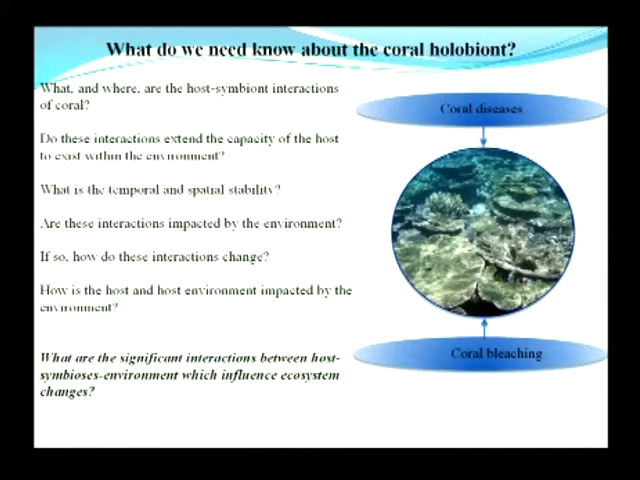 What do we need know about the coral holobiont?
What, and where, are the host-symbiont interactions
of coral?
Do these interactions extend the capacity of the host
to exist within the environment?
What is the temporal and spatial stability?
Are these interactions impacted by the environment?
If so, how do these interactions change?
How is the host and host environment impacted by the
environment?
What are the significant interactions between host-
symbioses-environment which influence ecosystem
changes?
Coral diseases
Coral bleaching